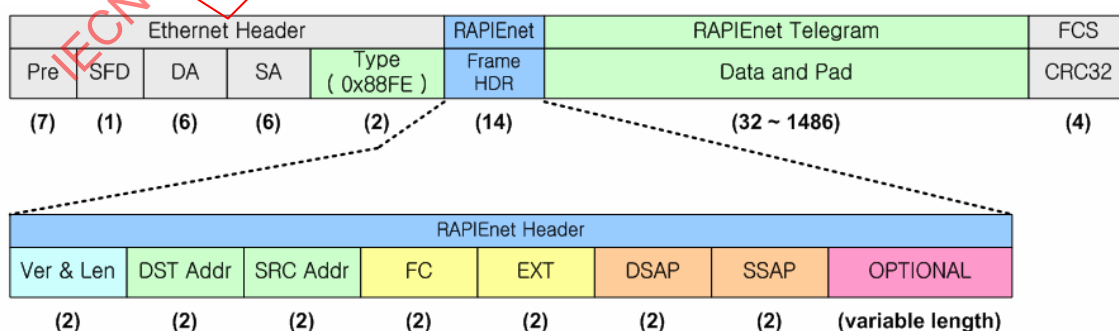 IECN
Ethernet Header RAPIEnet RAPIEnet Telegram FCS
Pre SFD DA SA Type ( 0x88FE ) Frame HDR Data and Pad CRC32
(7) (1) (6) (6) (2) (14) (32 ~ 1486) (4)
RAPIEnet Header
Ver & Len DST Addr SRC Addr FC EXT DSAP SSAP OPTIONAL
(2) (2) (2) (2) (2) (2) (2) (variable length)